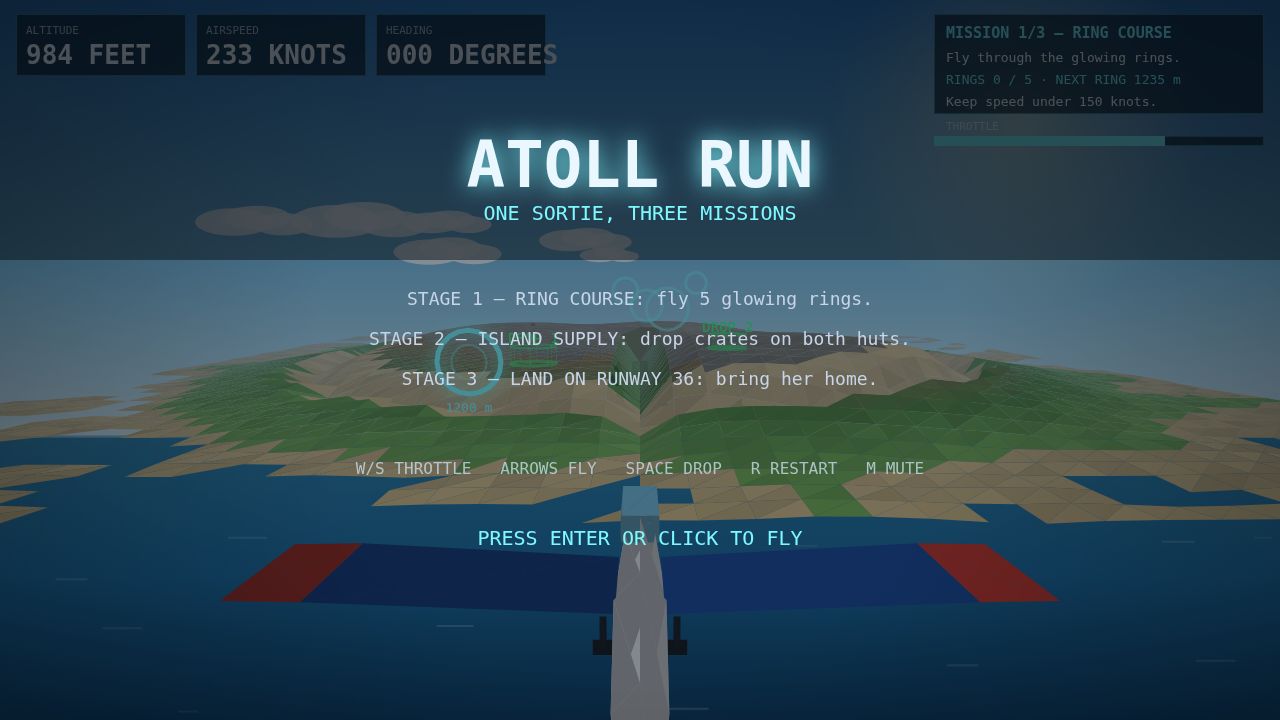 ALTITUDE
984 FEET
AIRSPEED
233 KNOTS
HEADING
000 DEGREES
MISSION 1/3 — RING COURSE
Fly through the glowing rings.
RINGS 0 / 5 · NEXT RING 1235 m
Keep speed under 150 knots.
THROTTLE
ATOLL RUN
ONE SORTIE, THREE MISSIONS
STAGE 1 — RING COURSE: fly 5 glowing rings.
DROP 2
STAGE 2 — ISLAND SUPPLY: drop crates on both huts.
STAGE 3 — LAND ON RUNWAY 36: bring her home.
1200 m
W/S THROTTLE ARROWS FLY SPACE DROP R RESTART M MUTE
PRESS ENTER OR CLICK TO FLY